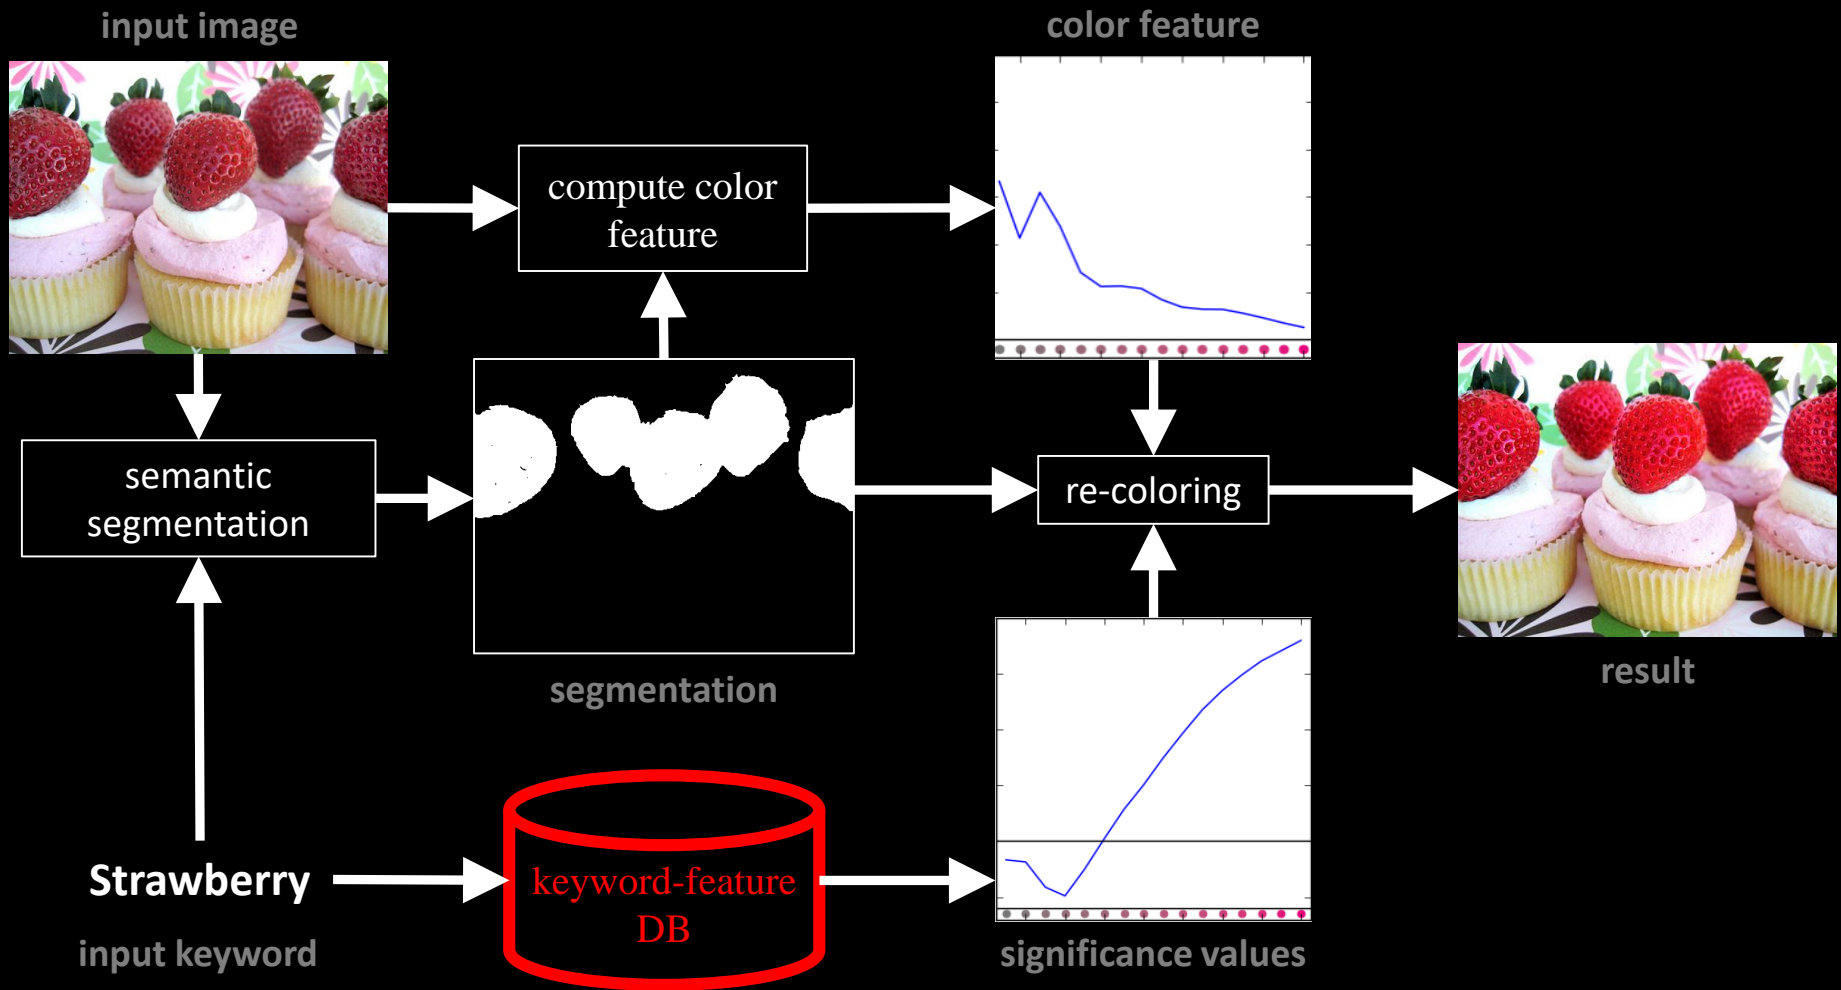 input image
color feature
compute color
feature
semantic
segmentation
re-coloring
segmentation
result
Strawberry
input keyword
keyword-feature
DB
significance values